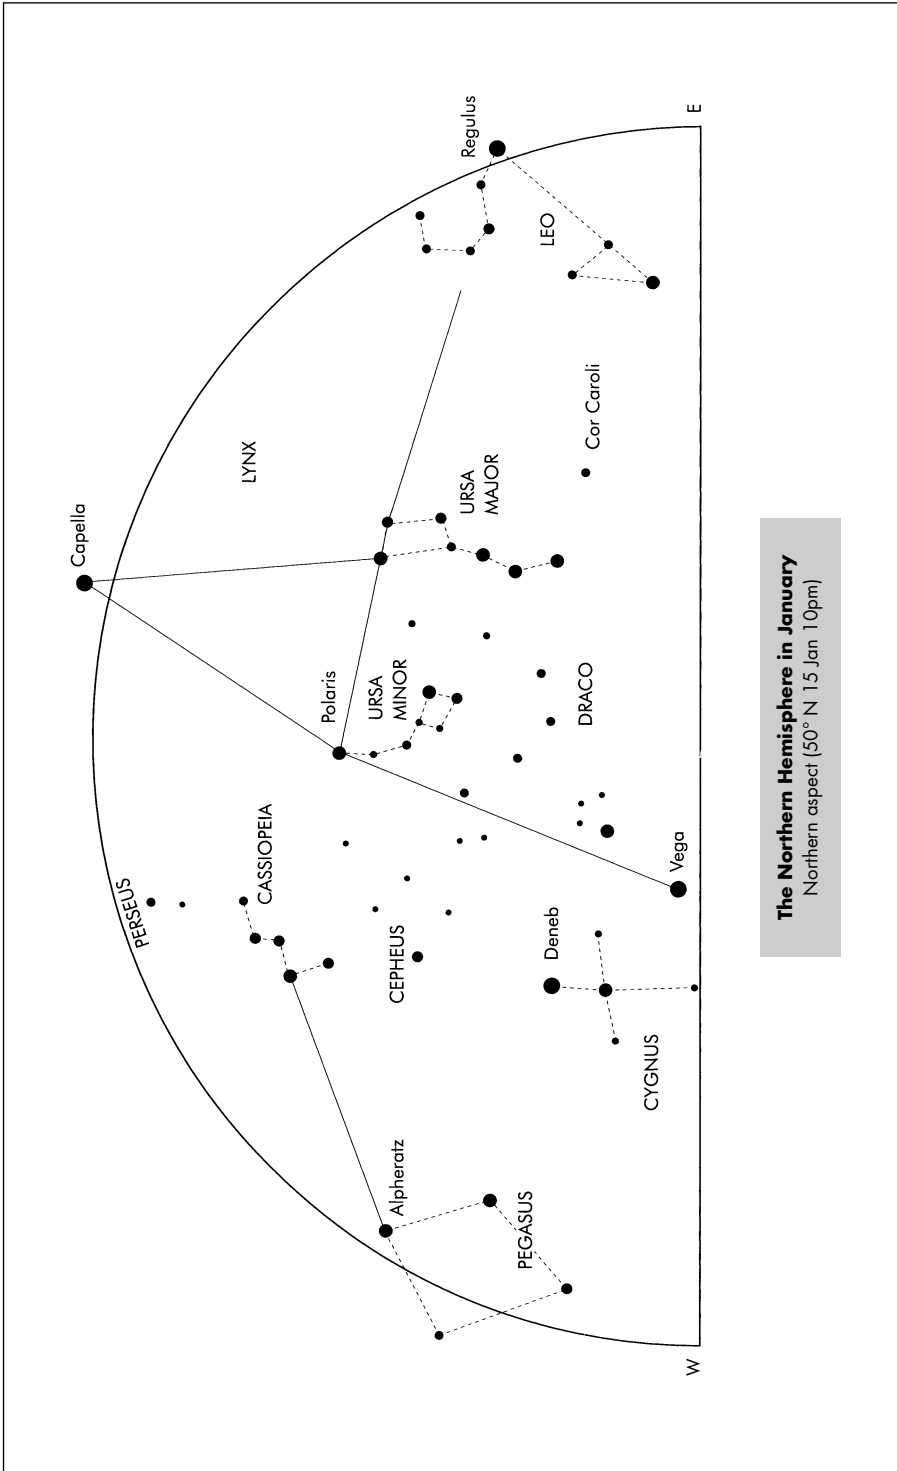 Capella
PERSEUS
LYNX
CASSIOPEIA
Polaris
URSA
MINOR
URSA
MAJOR
Regulus
Alpheratz
CEPHEUS
LEO
PEGASUS
Deneb
DRACO
Cor Caroli
CYGNUS
Vega
W
E
The Northern Hemisphere in January
Northern aspect (50° N 15 Jan 10pm)